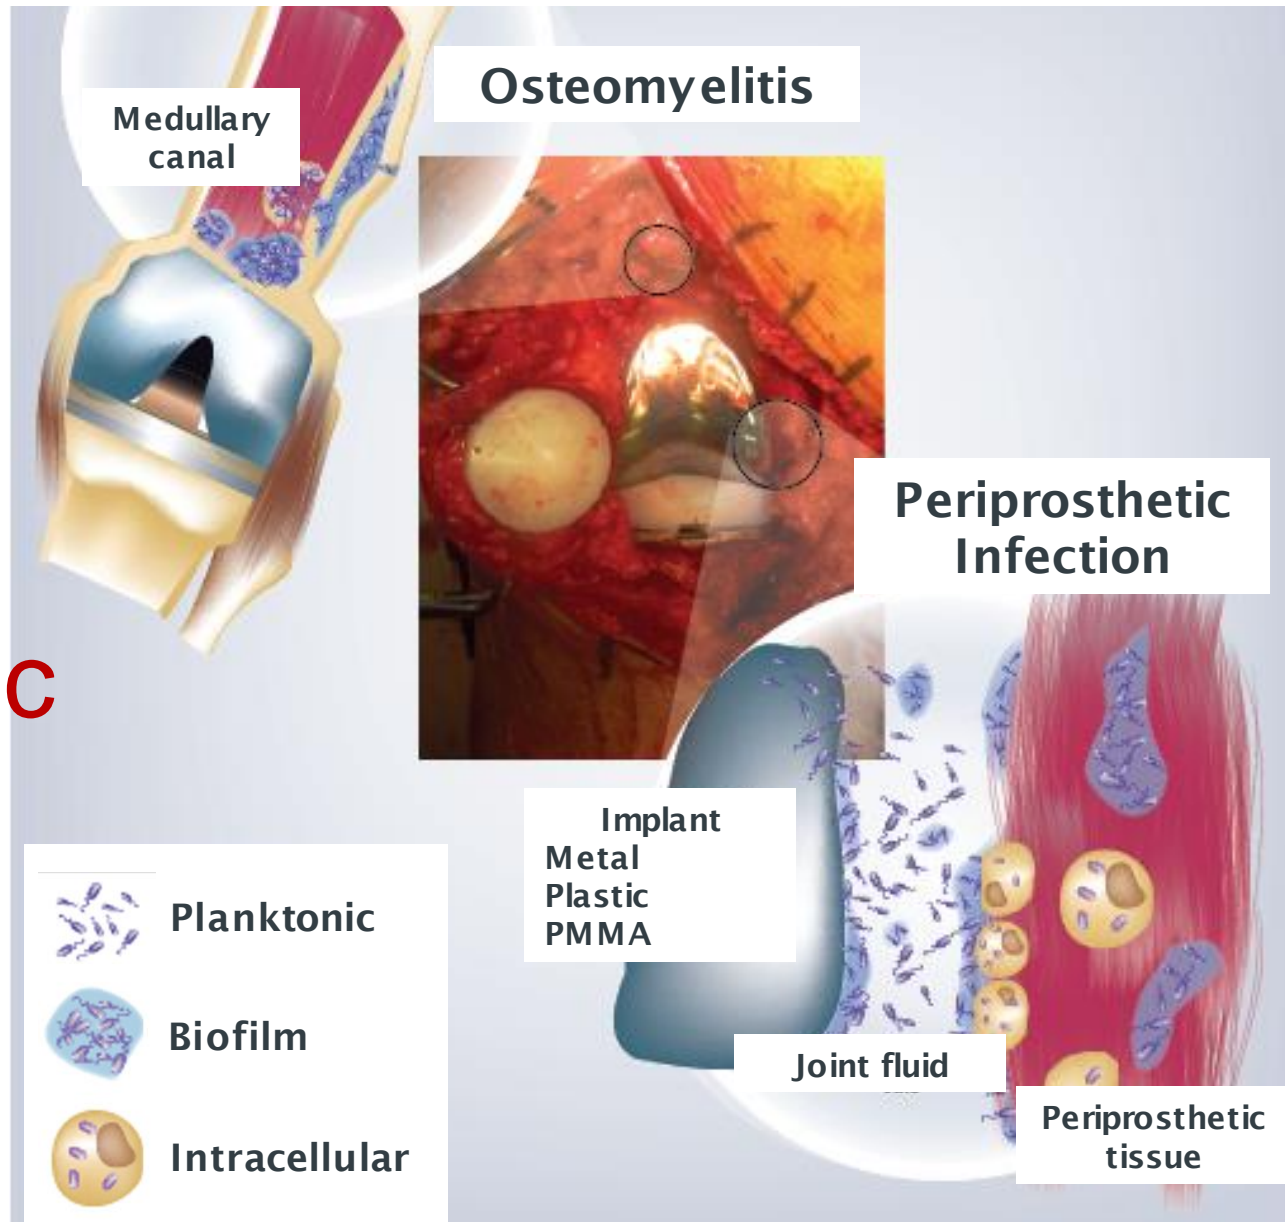 Osteomyelitis
Medullary
canal
Periprosthetic
Infection
C
Implant
Metal
Plastic
PMMA
Planktonic
Biofilm
Intracellular
Joint fluid
Periprosthetic
tissue